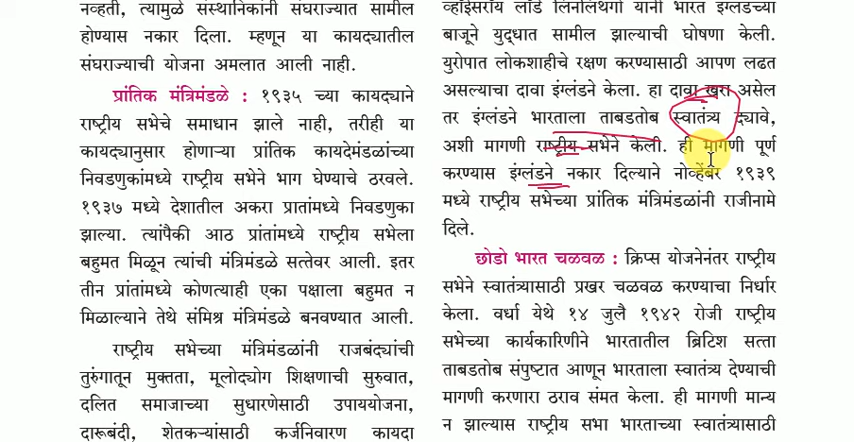 नव्हती, त्यामुळे संस्थानिकांनी संघराज्यात सामील
होण्यास नकार दिला. म्हणून या कायद्यातील
संघराज्याची योजना अमलात आली नाही.
प्रांतिक मंत्रिमंडळे : १९३५ च्या कायद्याने
राष्ट्रीय सभेचे समाधान झाले नाही, तरीही या
कायद्यानुसार होणाऱ्या प्रांतिक कायदेमंडळांच्या
निवडणुकांमध्ये राष्ट्रीय सभेने भाग घेण्याचे ठरवले.
१९३७ मध्ये देशातील अकरा प्रातांमध्ये निवडणुका
झाल्या. त्यांपैकी आठ प्रांतांमध्ये राष्ट्रीय सभेला
बहुमत मिळून त्यांची मंत्रिमंडळे सत्तेवर आली. इतर
तीन प्रांतांमध्ये कोणत्याही एका पक्षाला बहुमत न
मिळाल्याने तेथे संमिश्र मंत्रिमंडळे बनवण्यात आली.
राष्ट्रीय सभेच्या मंत्रिमंडळांनी राजबंद्यांची
तुरुंगातून मुक्तता, मूलोद्योग शिक्षणाची सुरुवात,
दलित समाजाच्या सुधारणेसाठी उपाययोजना,
दारूबंदी, शेतकऱ्यांसाठी कर्जनिवारण कायदा
व्हॉइसरॉय लॉर्ड लिनलिथगो यांनी भारत इंग्लंडच्या
बाजूने युद्धात सामील झाल्याची घोषणा केली.
युरोपात लोकशाहीचे रक्षण करण्यासाठी आपण लढत
असल्याचा दावा इंग्लंडने केला. हा दावा खरा असेल
तर इंग्लंडने भारताला ताबडतोब स्वातंत्र्य द्यावे,
अशी मागणी राष्ट्रीय सभेने केली. ही मागणी पूर्ण
करण्यास इंग्लंडने नकार दिल्याने नोव्हेंबर १९३९
मध्ये राष्ट्रीय सभेच्या प्रांतिक मंत्रिमंडळांनी राजीनामे
दिले.
छोडो भारत चळवळ : क्रिप्स योजनेनंतर राष्ट्रीय
सभेने स्वातंत्र्यासाठी प्रखर चळवळ करण्याचा निर्धार
केला. वर्धा येथे १४ जुलै १९४२ रोजी राष्ट्रीय
सभेच्या कार्यकारिणीने भारतातील ब्रिटिश सत्ता
ताबडतोब संपुष्टात आणून भारताला स्वातंत्र्य देण्याची
मागणी करणारा ठराव संमत केला. ही मागणी मान्य
न झाल्यास राष्ट्रीय सभा भारताच्या स्वातंत्र्यासाठी